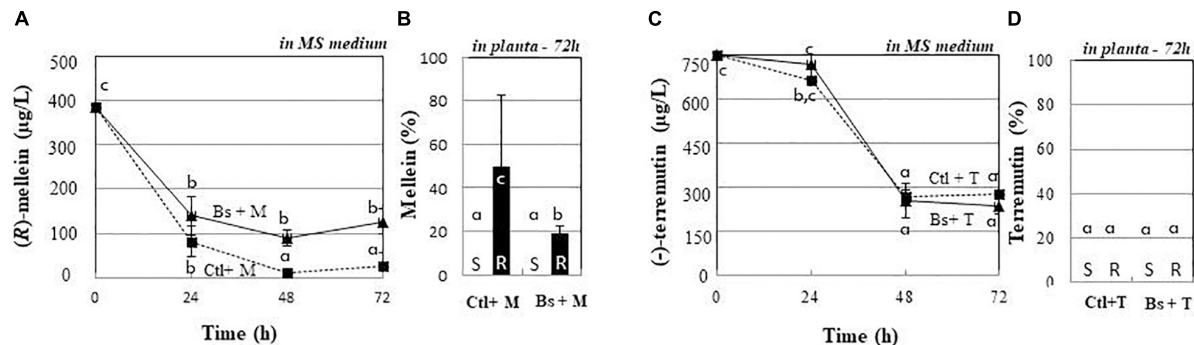 A
in MS medium
(R)-mellein (µg/L)
500
400
300
200
100
0
c
b
Bs + M
b
Ctl+ M
b
b
a
b
a
0 24 48 72
Time (h)
B
in planta - 72h
Mellein (%)
100
80
60
40
20
0
a c a b
S R S R
Ctl+ M Bs + M
C
in MS medium
(-)-terremutin (µg/L)
750
600
450
300
150
0
c
c
b,c
a
a
Ctl + T
Bs+ T
a
a
0 24 48 72
Time (h)
D
in planta - 72h
Terremutin (%)
100
80
60
40
20
0
a a a a
S R S R
Ctl+T Bs + T